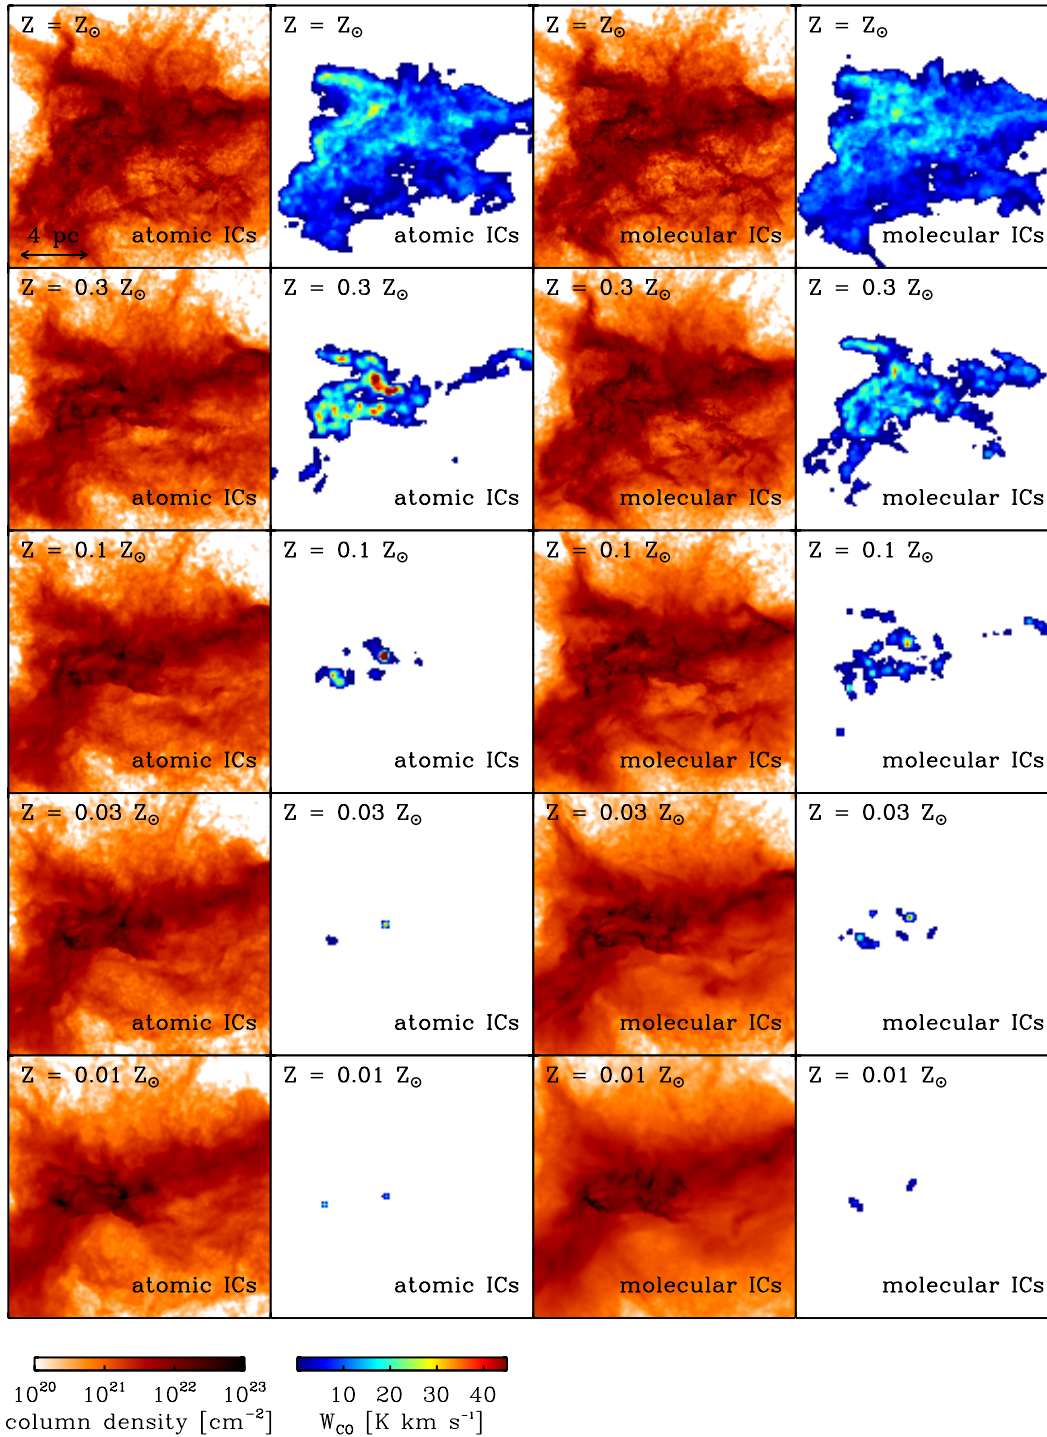 Z = Z☉ Z = Z☉ Z = Z☉ Z = Z☉
4 pc atomic ICs atomic ICs molecular ICs molecular ICs
Z = 0.3 Z☉ Z = 0.3 Z☉ Z = 0.3 Z☉ Z = 0.3 Z☉
atomic ICs atomic ICs molecular ICs molecular ICs
Z = 0.1 Z☉ Z = 0.1 Z☉ Z = 0.1 Z☉ Z = 0.1 Z☉
atomic ICs atomic ICs molecular ICs molecular ICs
Z = 0.03 Z☉ Z = 0.03 Z☉ Z = 0.03 Z☉ Z = 0.03 Z☉
atomic ICs atomic ICs molecular ICs molecular ICs
Z = 0.01 Z☉ Z = 0.01 Z☉ Z = 0.01 Z☉ Z = 0.01 Z☉
atomic ICs atomic ICs molecular ICs molecular ICs
10²⁰ 10²¹ 10²² 10²³ 10 20 30 40
column density [cm⁻²] W_CO [K km s⁻¹]